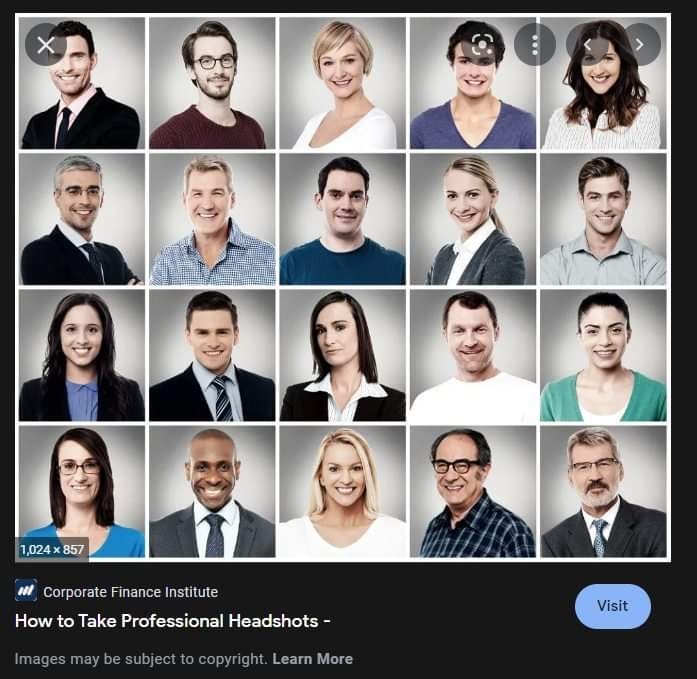 1,024 × 857
Corporate Finance Institute
How to Take Professional Headshots -
Visit
Images may be subject to copyright. Learn More